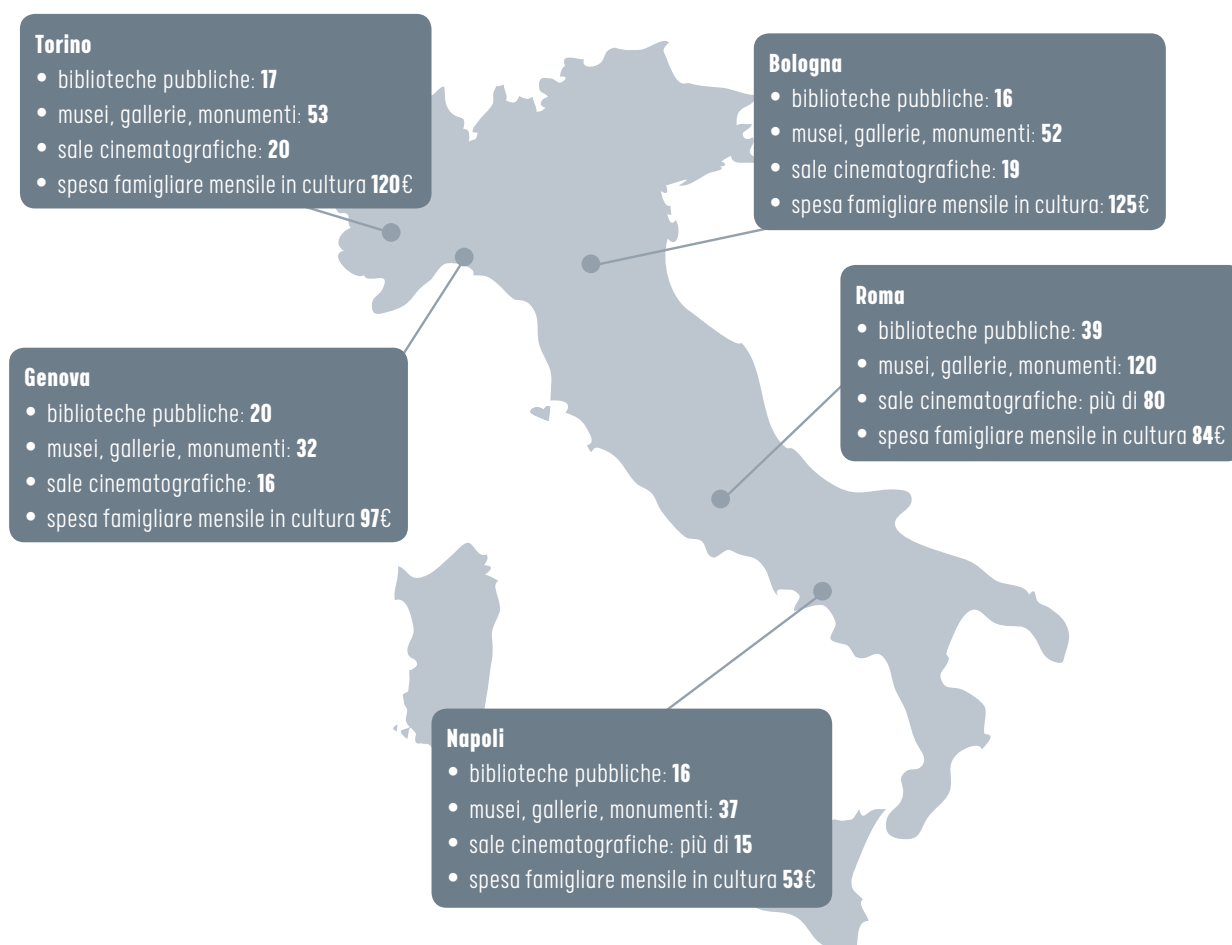 Torino
• biblioteche pubbliche: 17
• musei, gallerie, monumenti: 53
• sale cinematografiche: 20
• spesa famigliare mensile in cultura 120€
Bologna
• biblioteche pubbliche: 16
• musei, gallerie, monumenti: 52
• sale cinematografiche: 19
• spesa famigliare mensile in cultura: 125€
Roma
• biblioteche pubbliche: 39
• musei, gallerie, monumenti: 120
• sale cinematografiche: più di 80
• spesa famigliare mensile in cultura 84€
Genova
• biblioteche pubbliche: 20
• musei, gallerie, monumenti: 32
• sale cinematografiche: 16
• spesa famigliare mensile in cultura 97€
Napoli
• biblioteche pubbliche: 16
• musei, gallerie, monumenti: 37
• sale cinematografiche: più di 15
• spesa famigliare mensile in cultura 53€